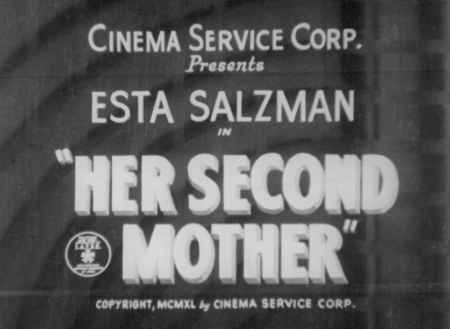 CINEMA SERVICE CORP.
Presents
ESTA SALZMAN
IN
"HER SECOND
MOTHER"
I.A.T.S.E.
COPYRIGHT, MCMXL by CINEMA SERVICE CORP.